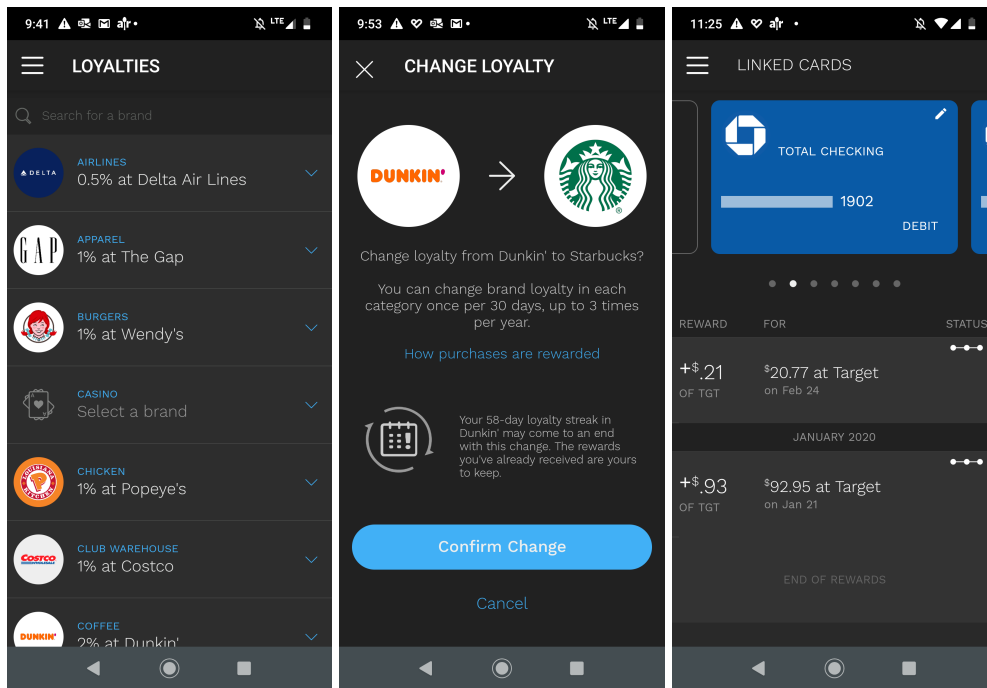 9:41
LTE
LOYALTIES
Search for a brand
DELTA
AIRLINES
0.5% at Delta Air Lines
GAP
APPAREL
1% at The Gap
BURGERS
1% at Wendy's
CASINO
Select a brand
LOUISIANA
KITCHEN
CHICKEN
1% at Popeye's
COSTCO
WHOLESALE
CLUB WAREHOUSE
1% at Costco
DUNKIN'
COFFEE
2% at Dunkin'
9:53
LTE
CHANGE LOYALTY
DUNKIN'
Change loyalty from Dunkin' to Starbucks?
You can change brand loyalty in each
category once per 30 days, up to 3 times
per year.
How purchases are rewarded
Your 58-day loyalty streak in
Dunkin' may come to an end
with this change. The rewards
you've already received are yours
to keep.
Confirm Change
Cancel
11:25
LINKED CARDS
TOTAL CHECKING
1902
DEBIT
REWARD FOR STATUS
+$.21 $20.77 at Target
OF TGT on Feb 24
JANUARY 2020
+$.93 $92.95 at Target
OF TGT on Jan 21
END OF REWARDS